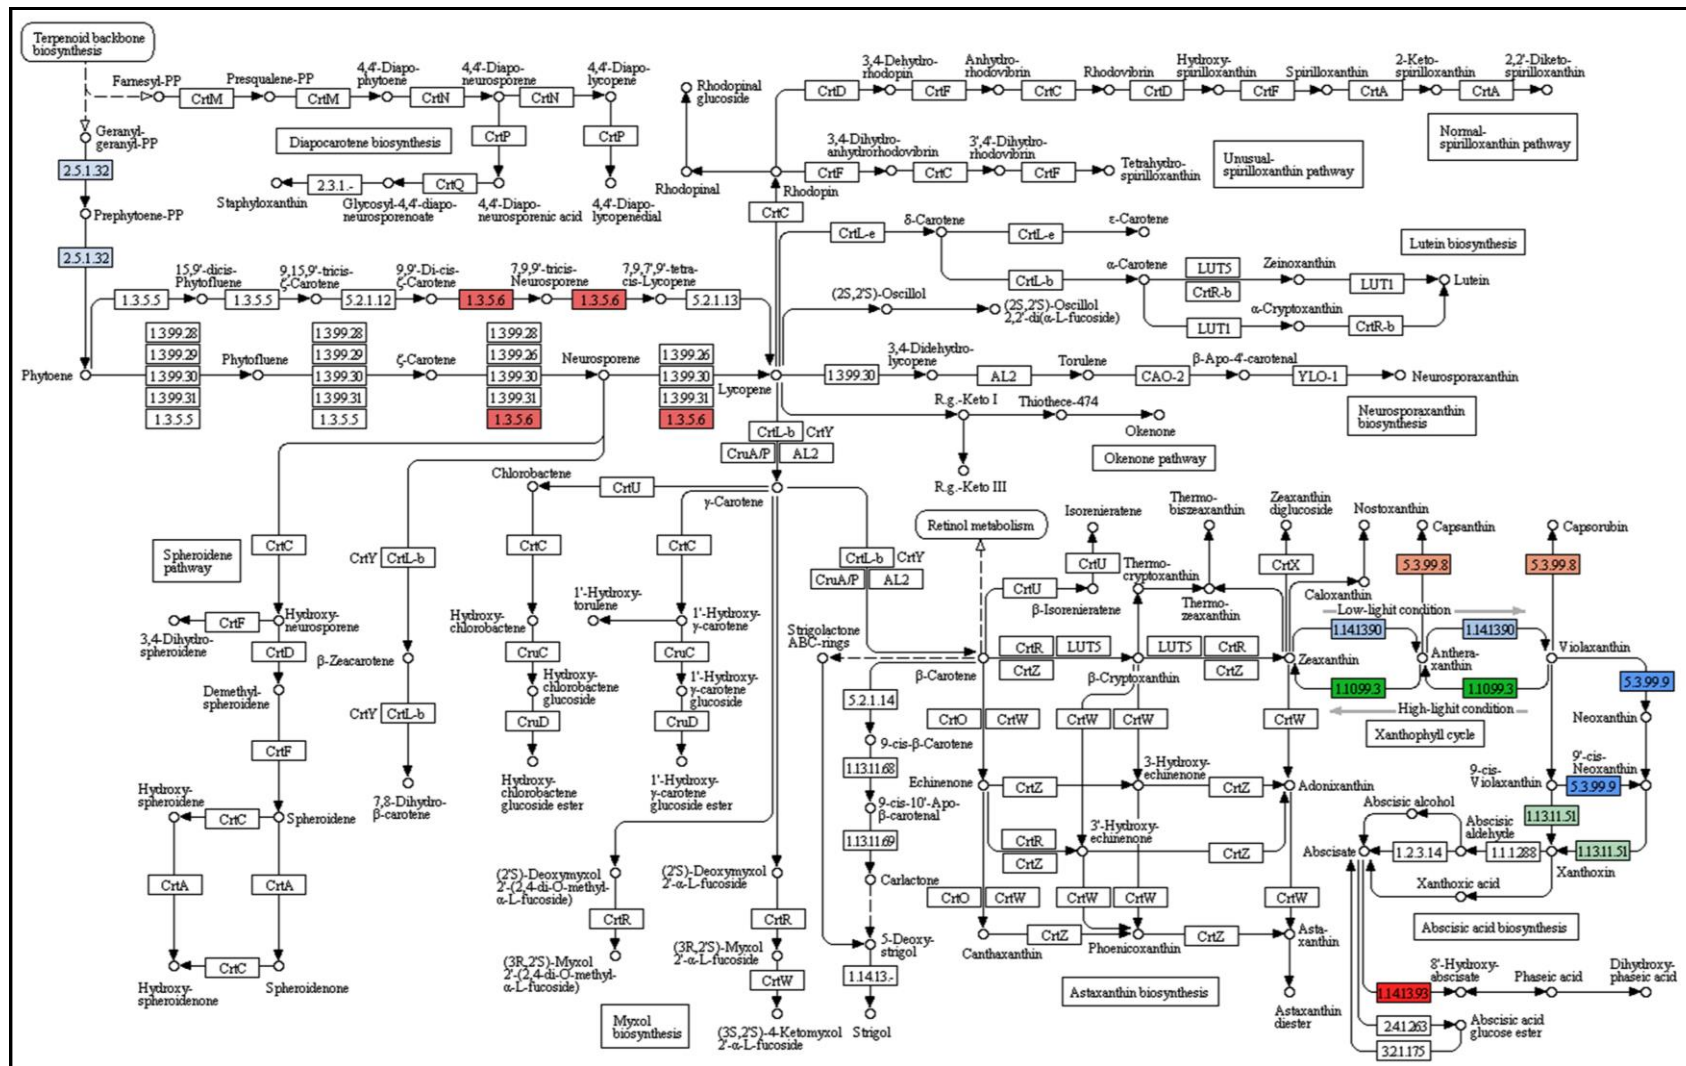 Terpenoid backbone
biosynthesis
Farnesyl-PP
Presqualene-PP
4,4'-Diapo-
phytoene
4,4'-Diapo-
neurosporene
4,4'-Diapo-
lycopene
CrtM
CrtM
CrtN
CrtN
Geranyl-
geranyl-PP
Diapocarotene biosynthesis
CrtP
CrtP
2.5.1.32
2.3.1.-
CrtQ
Staphyloxanthin
Glycosyl-4,4'-diapo-
neurosporenoate
4,4'-Diapo-
neurosporenic acid
4,4'-Diapo-
lycopenedial
Prephytoene-PP
2.5.1.32
Rhodopinal
glucoside
3,4-Dehydro-
rhodopin
Anhydro-
rhodovibrin
Rhodovibrin
Hydroxy-
spirilloxanthin
Spirilloxanthin
2-Keto-
spirilloxanthin
2,2'-Diketo-
spirilloxanthin
CrtD
CrtF
CrtC
CrtD
CrtF
CrtA
CrtA
Normal-
spirilloxanthin pathway
3,4-Dihydro-
anhydrorhodovibrin
3',4'-Dihydro-
rhodovibrin
CrtF
CrtC
CrtF
Tetrahydro-
spirilloxanthin
Unusual-
spirilloxanthin pathway
Rhodopinal
Rhodopin
CrtC
CrtL-e
δ-Carotene
CrtL-e
ε-Carotene
Lutein biosynthesis
CrtL-b
α-Carotene
LUT5
CrtR-b
Zeinoxanthin
LUT1
Lutein
LUT1
α-Cryptoxanthin
CrtR-b
(2S,2'S)-Oscillol
(2S,2'S)-Oscillol
2,2'-di(α-L-fucoside)
15,9'-dicis-
Phytofluene
9,15,9'-tricis-
ζ-Carotene
9,9'-Di-cis-
ζ-Carotene
7,9,9'-tricis-
Neurosporene
7,9,7',9'-tetra-
cis-Lycopene
1.3.5.5
1.3.5.5
5.2.1.12
1.3.5.6
1.3.5.6
5.2.1.13
Phytoene
1.3.99.28
1.3.99.29
1.3.99.30
1.3.99.31
1.3.5.5
Phytofluene
1.3.99.28
1.3.99.29
1.3.99.30
1.3.99.31
1.3.5.5
ζ-Carotene
1.3.99.28
1.3.99.26
1.3.99.30
1.3.99.31
1.3.5.6
Neurosporene
1.3.99.26
1.3.99.30
1.3.99.31
1.3.5.6
Lycopene
1.3.99.30
3,4-Didehydro-
lycopene
AL2
Torulene
CAO-2
β-Apo-4'-carotenal
YLO-1
Neurosporaxanthin
Neurosporaxanthin
biosynthesis
R.g.-Keto I
Thiothece-474
Okenone
R.g.-Keto III
Okenone pathway
CrtL-b
CrtY
CruA/P
AL2
γ-Carotene
Chlorobactene
CrtU
Spheroidene
pathway
CrtC
CrtY
CrtL-b
CrtC
CrtC
Hydroxy-
neurosporene
CrtF
3,4-Dihydro-
spheroidene
CrtD
Demethyl-
spheroidene
CrtF
β-Zeacarotene
CrtY
CrtL-b
7,8-Dihydro-
β-carotene
Hydroxy-
chlorobactene
CruC
Hydroxy-
chlorobactene
glucoside
CruD
Hydroxy-
chlorobactene
glucoside ester
1'-Hydroxy-
torulene
1'-Hydroxy-
γ-carotene
CruC
1'-Hydroxy-
γ-carotene
glucoside
CruD
1'-Hydroxy-
γ-carotene
glucoside ester
Hydroxy-
spheroidene
CrtC
Spheroidene
CrtA
CrtA
CrtC
Hydroxy-
spheroidenone
Spheroidenone
(2'S)-Deoxymyxol
2'-(2,4-di-O-methyl-
α-L-fucoside)
CrtR
(3R,2'S)-Myxol
2'-(2,4-di-O-methyl-
α-L-fucoside)
(2'S)-Deoxymyxol
2'-α-L-fucoside
CrtR
(3R,2'S)-Myxol
2'-α-L-fucoside
CrtW
(3S,2'S)-4-Ketomyxol
2'-α-L-fucoside
Myxol
biosynthesis
CrtL-b
CrtY
CruA/P
AL2
Strigolactone
ABC-rings
β-Carotene
5.2.1.14
9-cis-β-Carotene
1.13.11.68
9-cis-10'-Apo-
β-carotenal
1.13.11.69
Carlactone
5-Deoxy-
strigol
1.14.13.-
Strigol
Retinol metabolism
Isorenieratene
CrtU
CrtU
β-Isorenieratene
Thermo-
biszeaxanthin
Thermo-
cryptoxanthin
Thermo-
zeaxanthin
Zeaxanthin
diglucoside
CrtX
Nostoxanthin
Caloxanthin
Capsanthin
5.3.99.8
Capsorubin
5.3.99.8
Low-light condition
CrtR
LUT5
CrtZ
β-Cryptoxanthin
LUT5
CrtR
CrtZ
Zeaxanthin
1.14.13.90
Anthera-
xanthin
1.14.13.90
Violaxanthin
1.10.99.3
1.10.99.3
High-light condition
Xanthophyll cycle
5.3.99.9
Neoxanthin
CrtO
CrtW
CrtW
CrtW
CrtW
Echinenone
CrtZ
3-Hydroxy-
echinenone
CrtZ
Adonixanthin
CrtR
CrtZ
3'-Hydroxy-
echinenone
CrtZ
CrtO
CrtW
CrtW
CrtW
CrtW
Canthaxanthin
CrtZ
Phoenicoxanthin
CrtZ
Asta-
xanthin
Astaxanthin biosynthesis
Astaxanthin
diester
9-cis-
Violaxanthin
9'-cis-
Neoxanthin
5.3.99.9
1.13.11.51
1.13.11.51
Abscisic alcohol
Abscisic
aldehyde
Abscisate
1.2.3.14
1.1.1.288
Xanthoxin
Xanthoxic acid
Abscisic acid biosynthesis
1.14.13.93
8'-Hydroxy-
abscisate
Phaseic acid
Dihydroxy-
phaseic acid
2.4.1.263
Abscisic acid
glucose ester
3.2.1.175